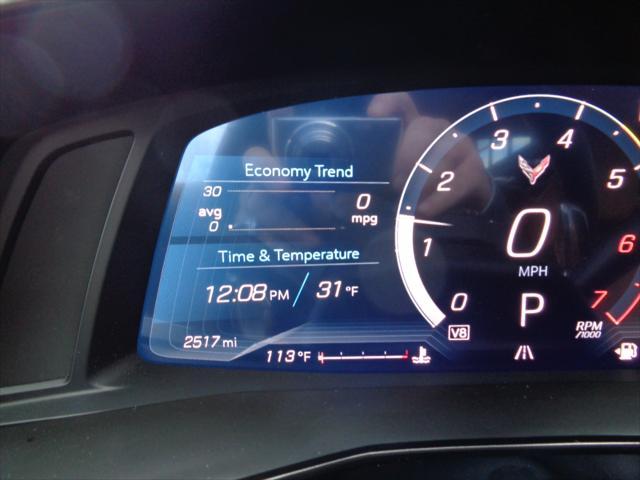 Economy Trend
30
avg
0
0
mpg
Time & Temperature
12:08 PM / 31 °F
2517 mi
113 °F
0
1
2
3
4
5
6
7
0
MPH
P
V8
RPM
/1000